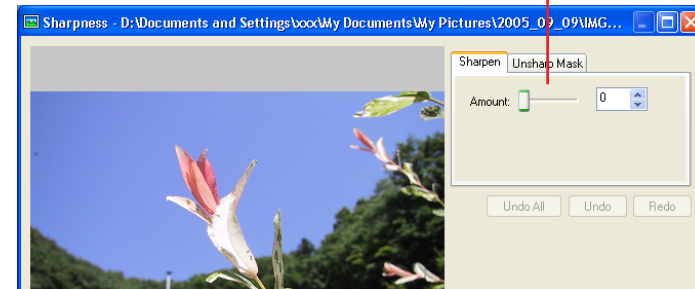 Sharpness - D:\Documents and Settings\xxx\My Documents\My Pictures\2005_09_09\IMG...
Sharpen Unsharp Mask
Amount: 0
Undo All Undo Redo